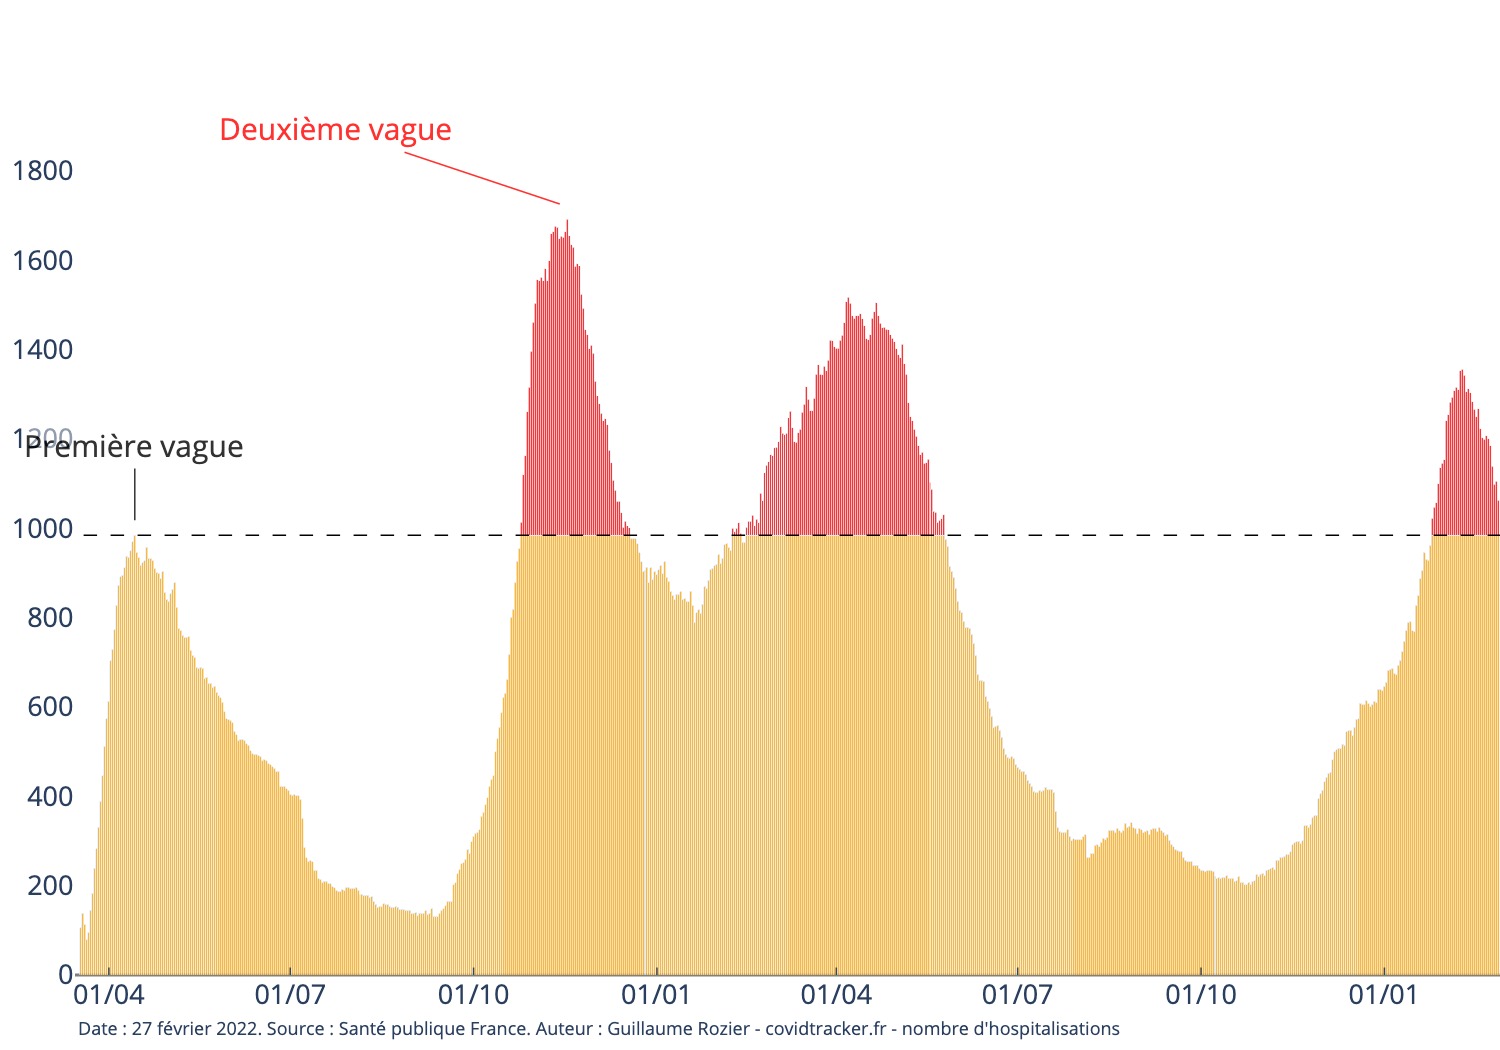 Deuxième vague
1800
1600
1400
1200
Première vague
1000
800
600
400
200
0
01/04 01/07 01/10 01/01 01/04 01/07 01/10 01/01
Date : 27 février 2022. Source : Santé publique France. Auteur : Guillaume Rozier - covidtracker.fr - nombre d'hospitalisations